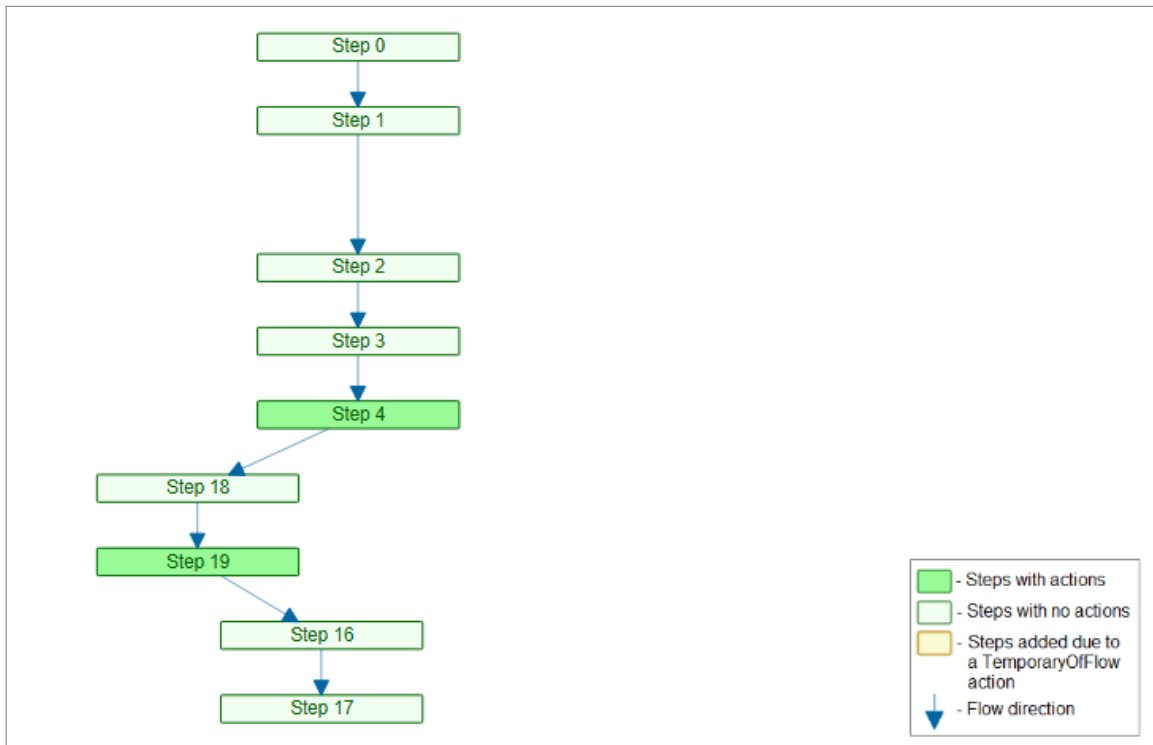 Step 0
Step 1
Step 2
Step 3
Step 4
Step 18
Step 19
Step 16
Step 17
- Steps with actions
- Steps with no actions
- Steps added due to
a TemporaryOfFlow
action
- Flow direction